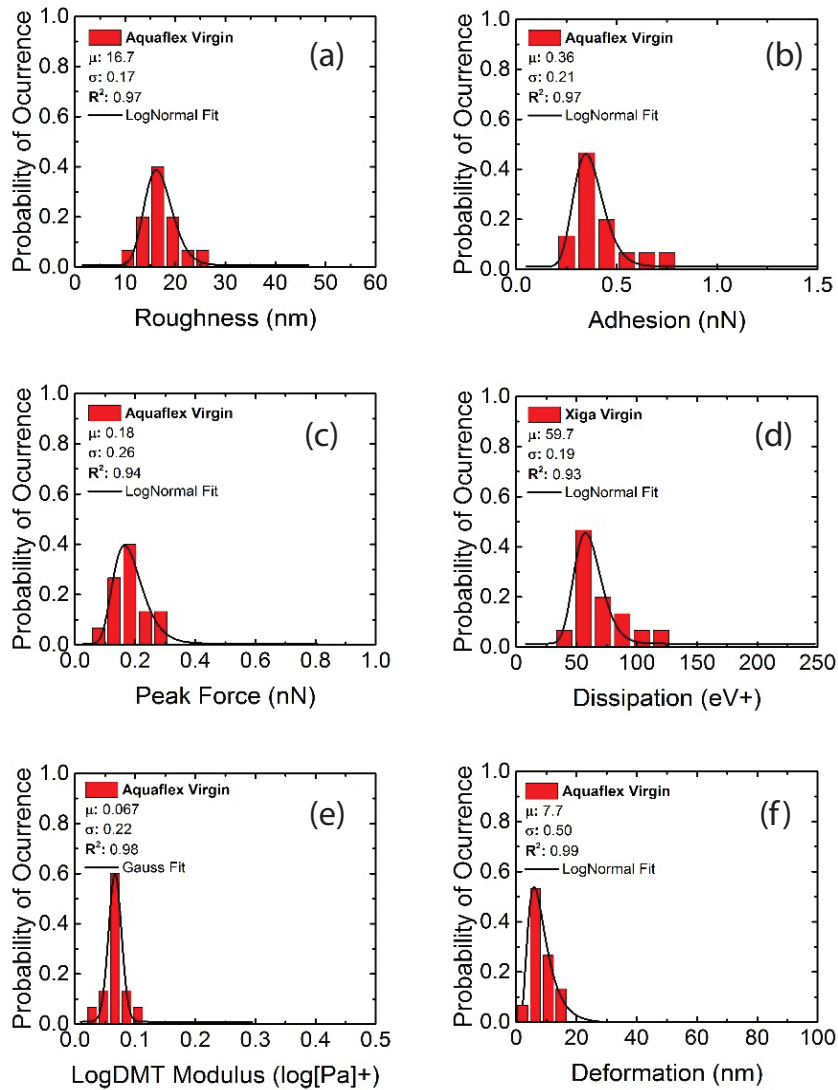 Aquaflex Virgin
(a)
μ: 16.7
σ: 0.17
R²: 0.97
LogNormal Fit
Probability of Ocurrence
1.0
0.8
0.6
0.4
0.2
0.0
0 10 20 30 40 50 60
Roughness (nm)
Aquaflex Virgin
(b)
μ: 0.36
σ: 0.21
R²: 0.97
LogNormal Fit
Probability of Ocurrence
1.0
0.8
0.6
0.4
0.2
0.0
0.0 0.5 1.0 1.5
Adhesion (nN)
Aquaflex Virgin
(c)
μ: 0.18
σ: 0.26
R²: 0.94
LogNormal Fit
Probability of Ocurrence
1.0
0.8
0.6
0.4
0.2
0.0
0.0 0.2 0.4 0.6 0.8 1.0
Peak Force (nN)
Xiga Virgin
(d)
μ: 59.7
σ: 0.19
R²: 0.93
LogNormal Fit
Probability of Ocurrence
1.0
0.8
0.6
0.4
0.2
0.0
0 50 100 150 200 250
Dissipation (eV+)
Aquaflex Virgin
(e)
μ: 0.067
σ: 0.22
R²: 0.98
Gauss Fit
Probability of Ocurrence
1.0
0.8
0.6
0.4
0.2
0.0
0.0 0.1 0.2 0.3 0.4 0.5
LogDMT Modulus (log[Pa]+)
Aquaflex Virgin
(f)
μ: 7.7
σ: 0.50
R²: 0.99
LogNormal Fit
Probability of Ocurrence
1.0
0.8
0.6
0.4
0.2
0.0
0 20 40 60 80 100
Deformation (nm)